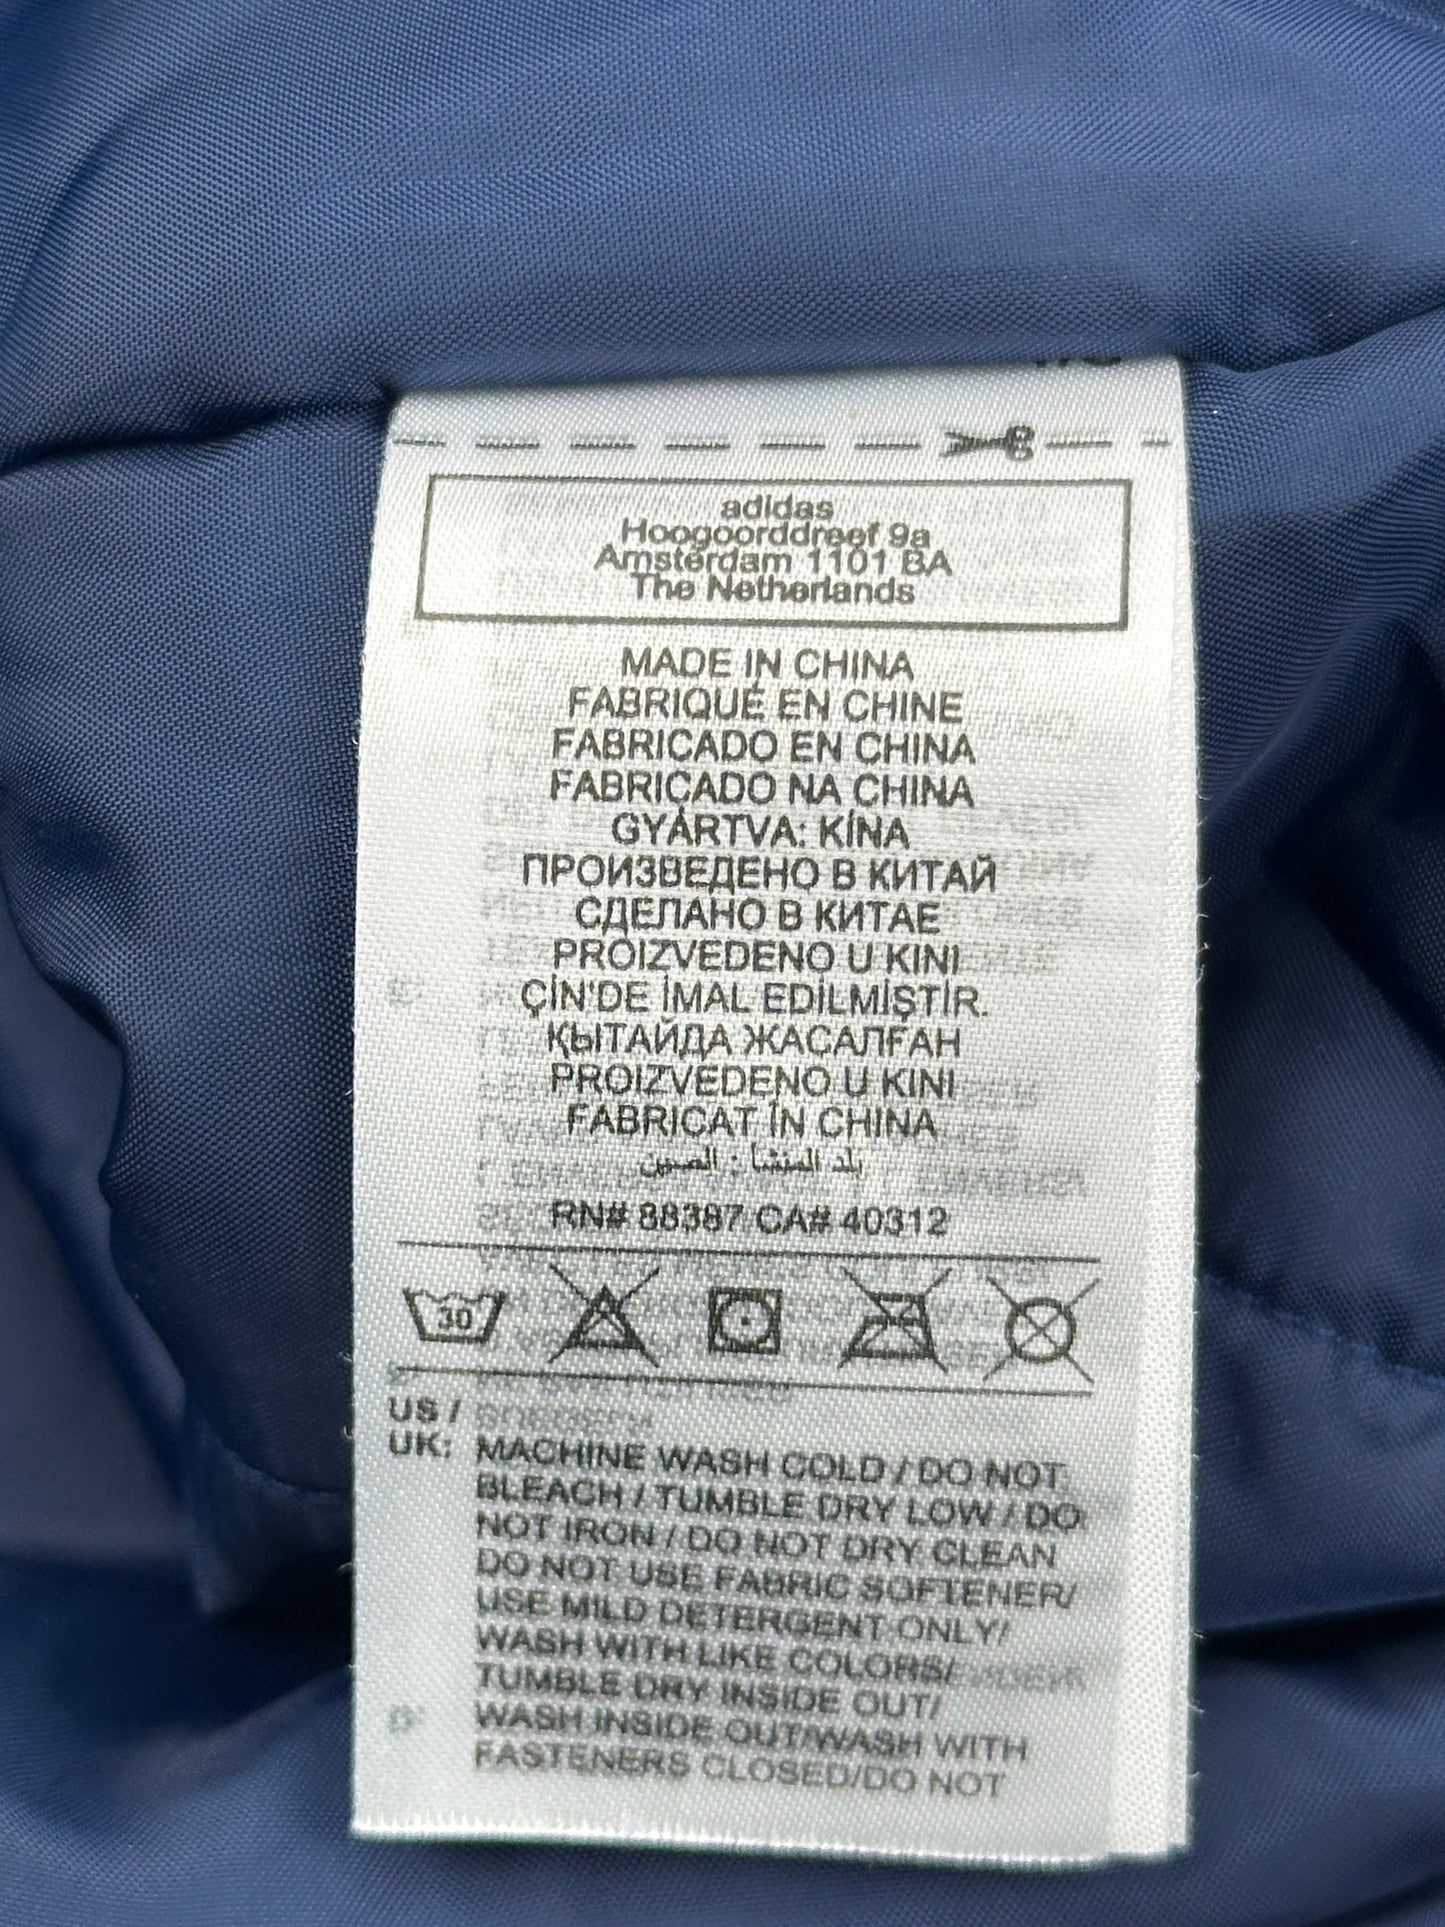 adidas
Hoogoorddreef 9a
Amsterdam 1101 BA
The Netherlands
MADE IN CHINA
FABRIQUÉ EN CHINE
FABRICADO EN CHINA
FABRICADO NA CHINA
GYÁRTVA: KÍNA
ПРОИЗВЕДЕНО В КИТАЙ
СДЕЛАНО В КИТАЕ
PROIZVEDENO U KINI
ÇİN'DE İMAL EDİLMİŞTİR.
ҚЫТАЙДА ЖАСАЛҒАН
PROIZVEDENO U KINI
FABRICAT ÎN CHINA
بلد المنشأ : الصين
RN# 88387 CA# 40312
30
US /
UK: MACHINE WASH COLD / DO NOT
BLEACH / TUMBLE DRY LOW / DO
NOT IRON / DO NOT DRY CLEAN
DO NOT USE FABRIC SOFTENER/
USE MILD DETERGENT ONLY/
WASH WITH LIKE COLORS/
TUMBLE DRY INSIDE OUT/
WASH INSIDE OUT/WASH WITH
FASTENERS CLOSED/DO NOT